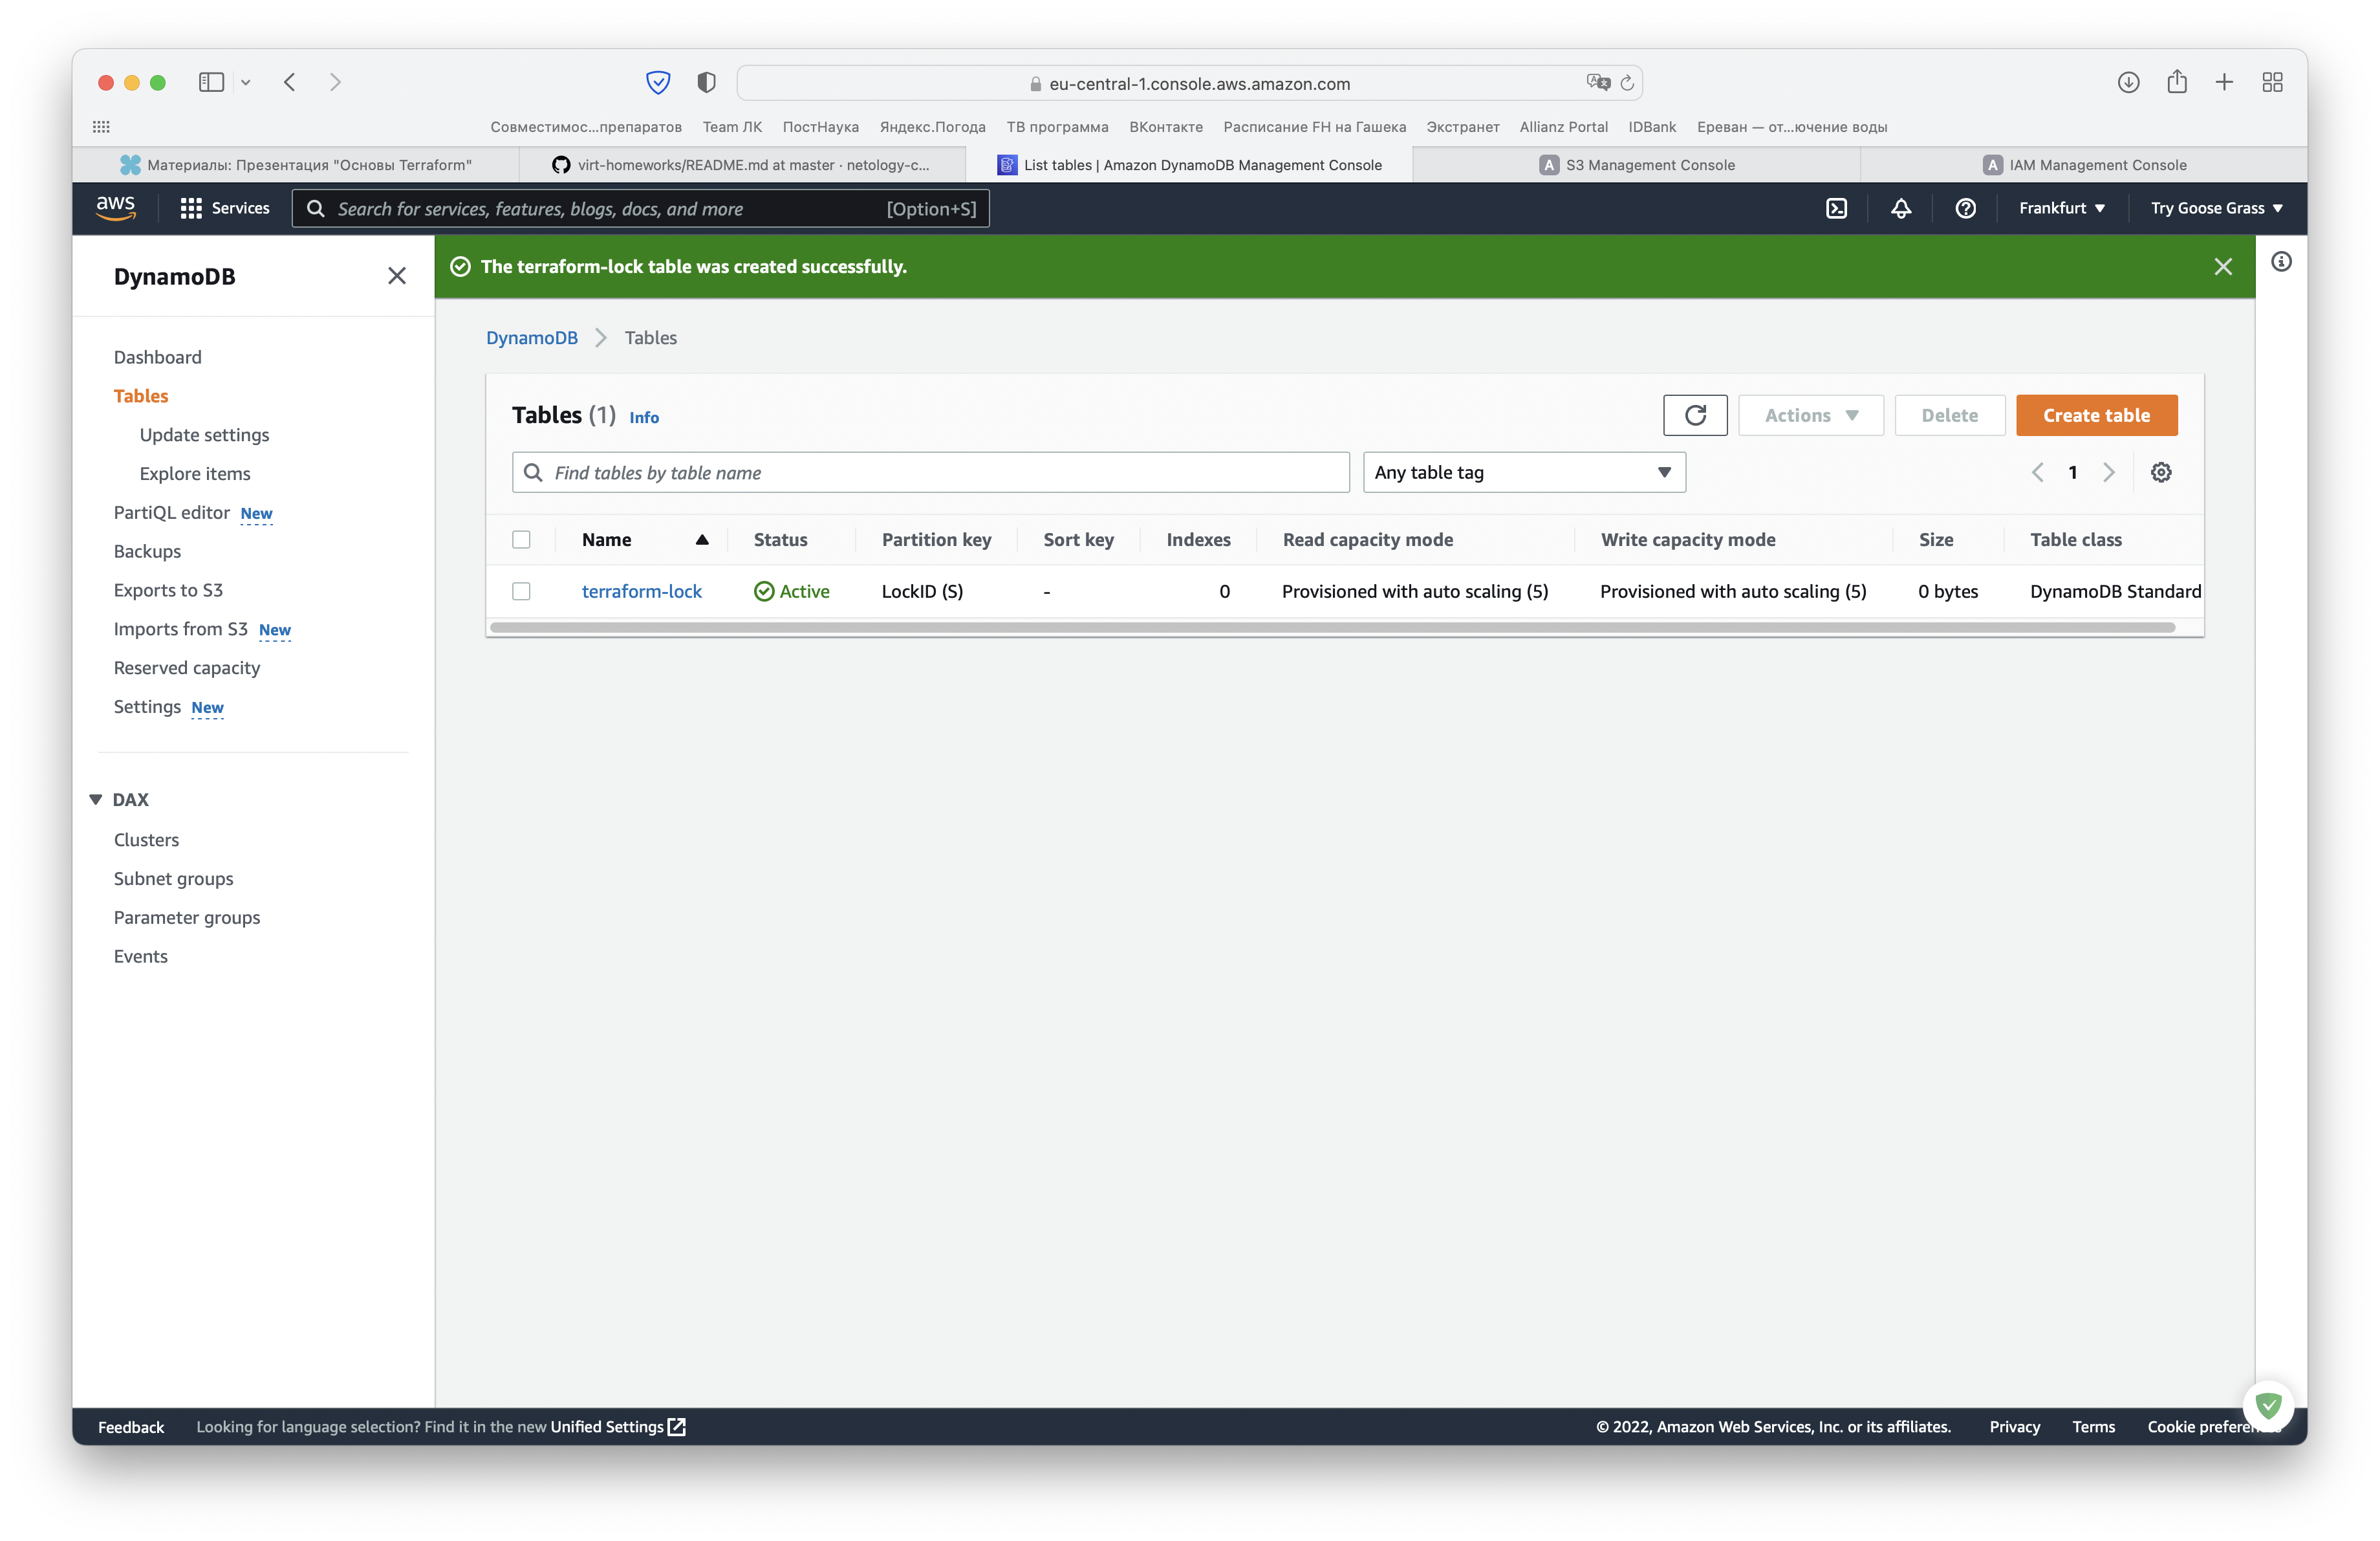 eu-central-1.console.aws.amazon.com
Совместимос...препаратов Team ЛК ПостНаука Яндекс.Погода ТВ программа ВКонтакте Расписание FH на Гашека Экстранет Allianz Portal IDBank Ереван — от...ючение воды
Материалы: Презентация "Основы Terraform" virt-homeworks/README.md at master · netology-c... List tables | Amazon DynamoDB Management Console A S3 Management Console A IAM Management Console
aws Services Search for services, features, blogs, docs, and more [Option+S] Frankfurt Try Goose Grass
DynamoDB
The terraform-lock table was created successfully.
DynamoDB Tables
Dashboard
Tables
Update settings
Explore items
PartiQL editor New
Backups
Exports to S3
Imports from S3 New
Reserved capacity
Settings New
DAX
Clusters
Subnet groups
Parameter groups
Events
Tables (1) Info Actions Delete Create table
Find tables by table name Any table tag 1
Name Status Partition key Sort key Indexes Read capacity mode Write capacity mode Size Table class
terraform-lock Active LockID (S) - 0 Provisioned with auto scaling (5) Provisioned with auto scaling (5) 0 bytes DynamoDB Standard
Feedback Looking for language selection? Find it in the new Unified Settings © 2022, Amazon Web Services, Inc. or its affiliates. Privacy Terms Cookie